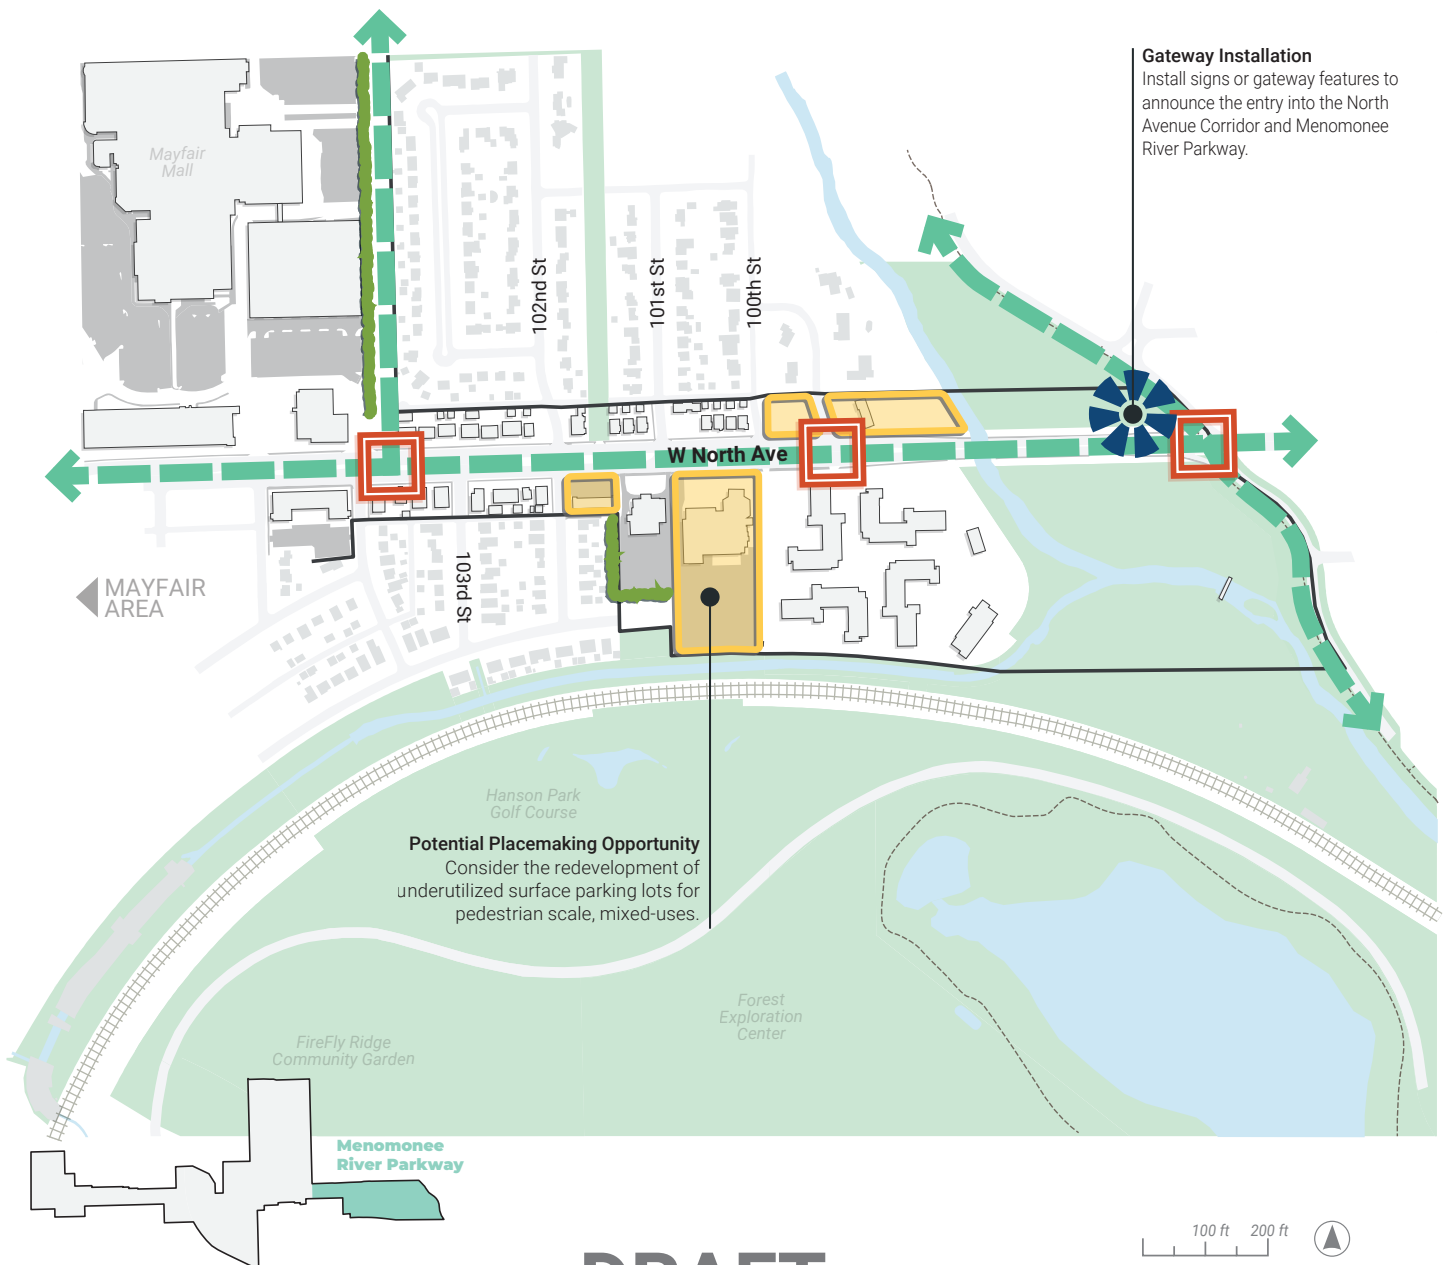 Gateway Installation
Install signs or gateway features to
announce the entry into the North
Avenue Corridor and Menomonee
River Parkway.
Mayfair
Mall
102nd St
101st St
100th St
W North Ave
103rd St
MAYFAIR
AREA
Hanson Park
Golf Course
Potential Placemaking Opportunity
Consider the redevelopment of
underutilized surface parking lots for
pedestrian scale, mixed-uses.
Forest
Exploration
Center
FireFly Ridge
Community Garden
Menomonee
River Parkway
100 ft 200 ft
DRAFT